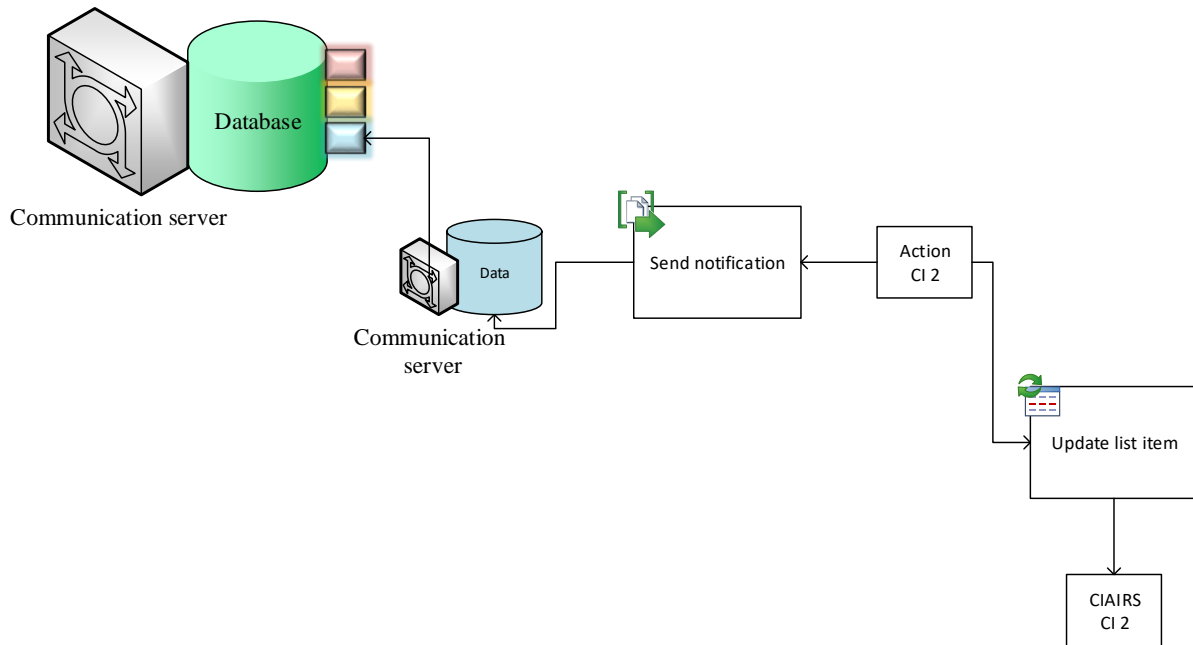 Database
Communication server
Data
Communication
server
Send notification
Action
CI 2
Update list item
CIAIRS
CI 2